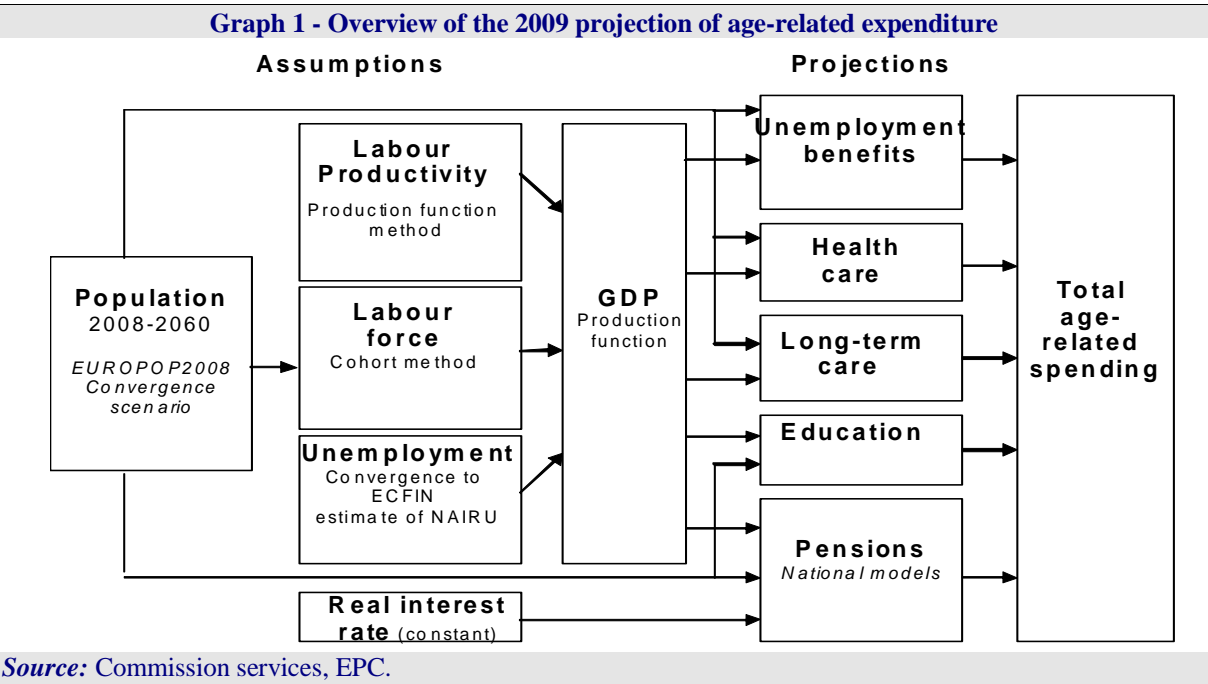 Graph 1 - Overview of the 2009 projection of age-related expenditure
Assumptions
Projections
Population
2008-2060
EUROPOP2008
Convergence
scenario
Labour
Productivity
Production function
method
Labour
force
Cohort method
Unemployment
Convergence to
ECFIN
estimate of NAIRU
Real interest
rate (constant)
GDP
Production
function
Unemployment
benefits
Health
care
Long-term
care
Education
Pensions
National models
Total
age-
related
spending
Source: Commission services, EPC.